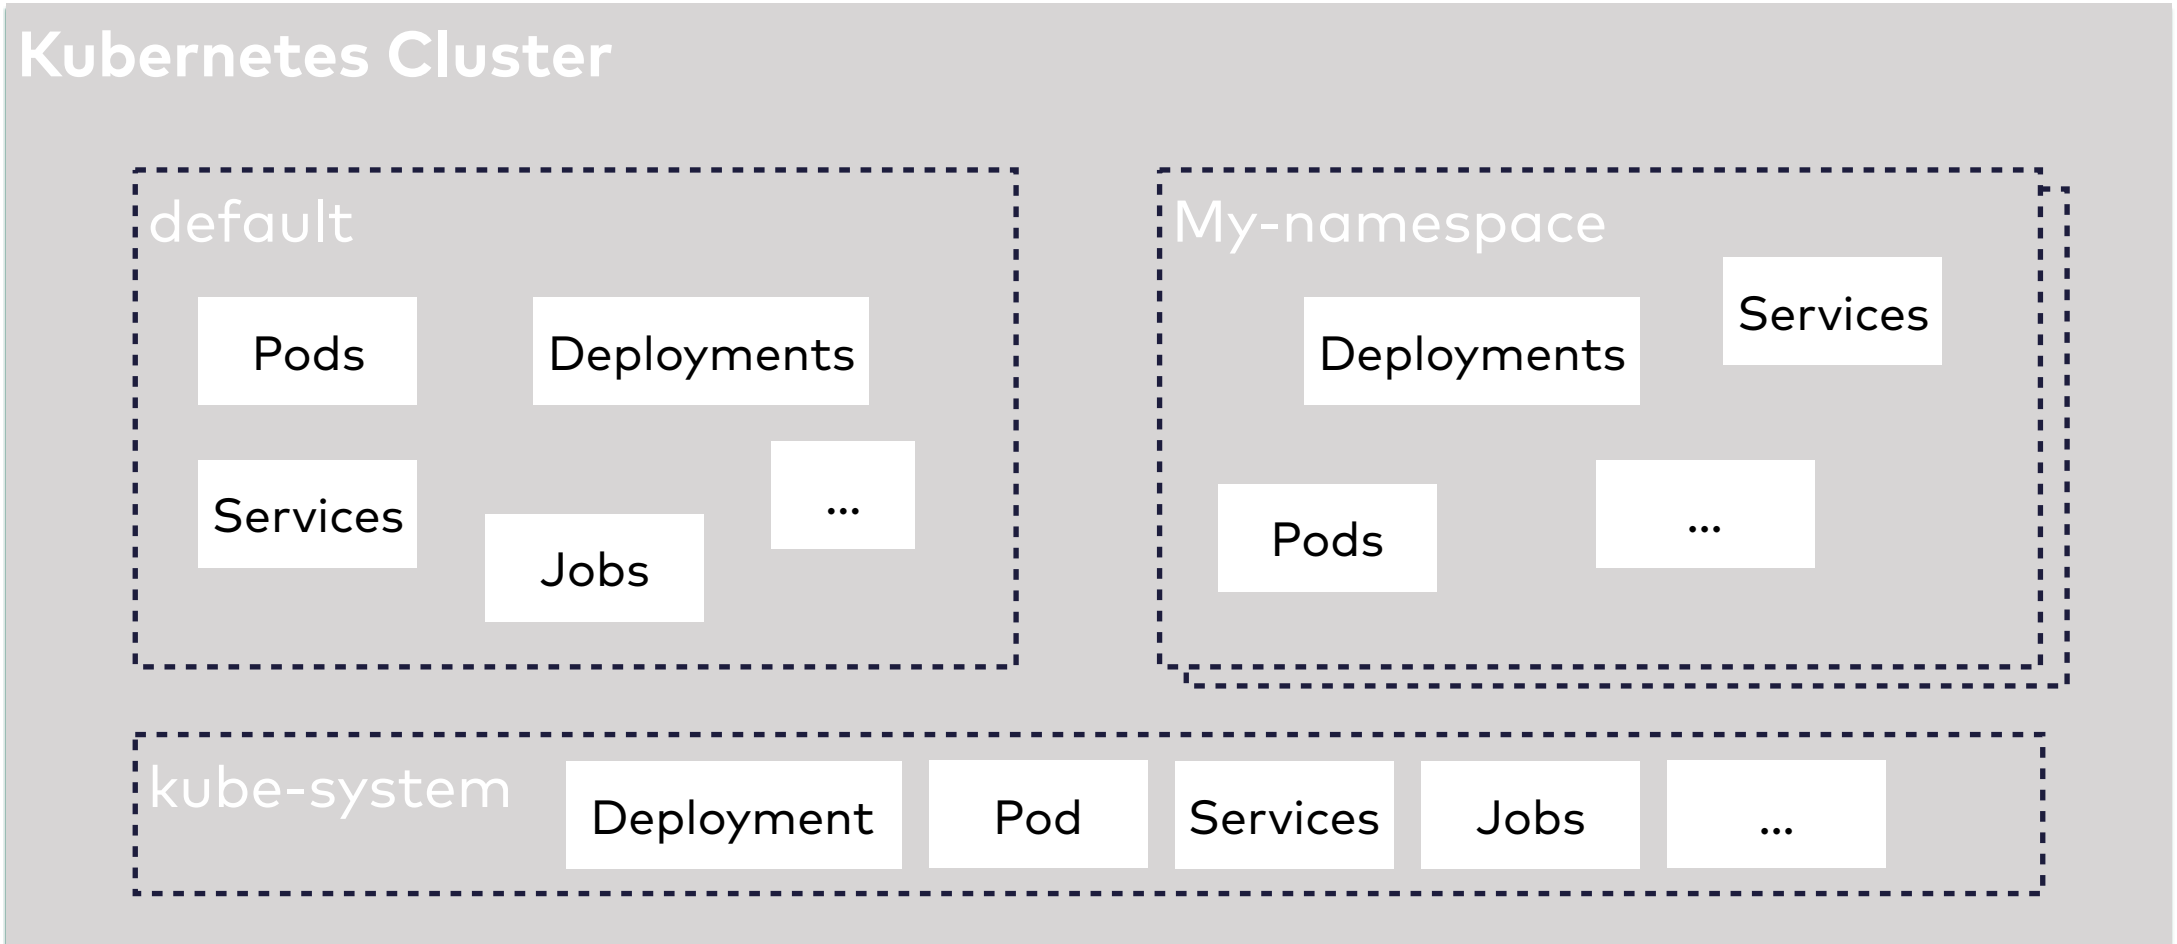 Kubernetes Cluster
default
Pods
Deployments
Services
Jobs
...
My-namespace
Deployments
Services
Pods
...
kube-system
Deployment
Pod
Services
Jobs
...